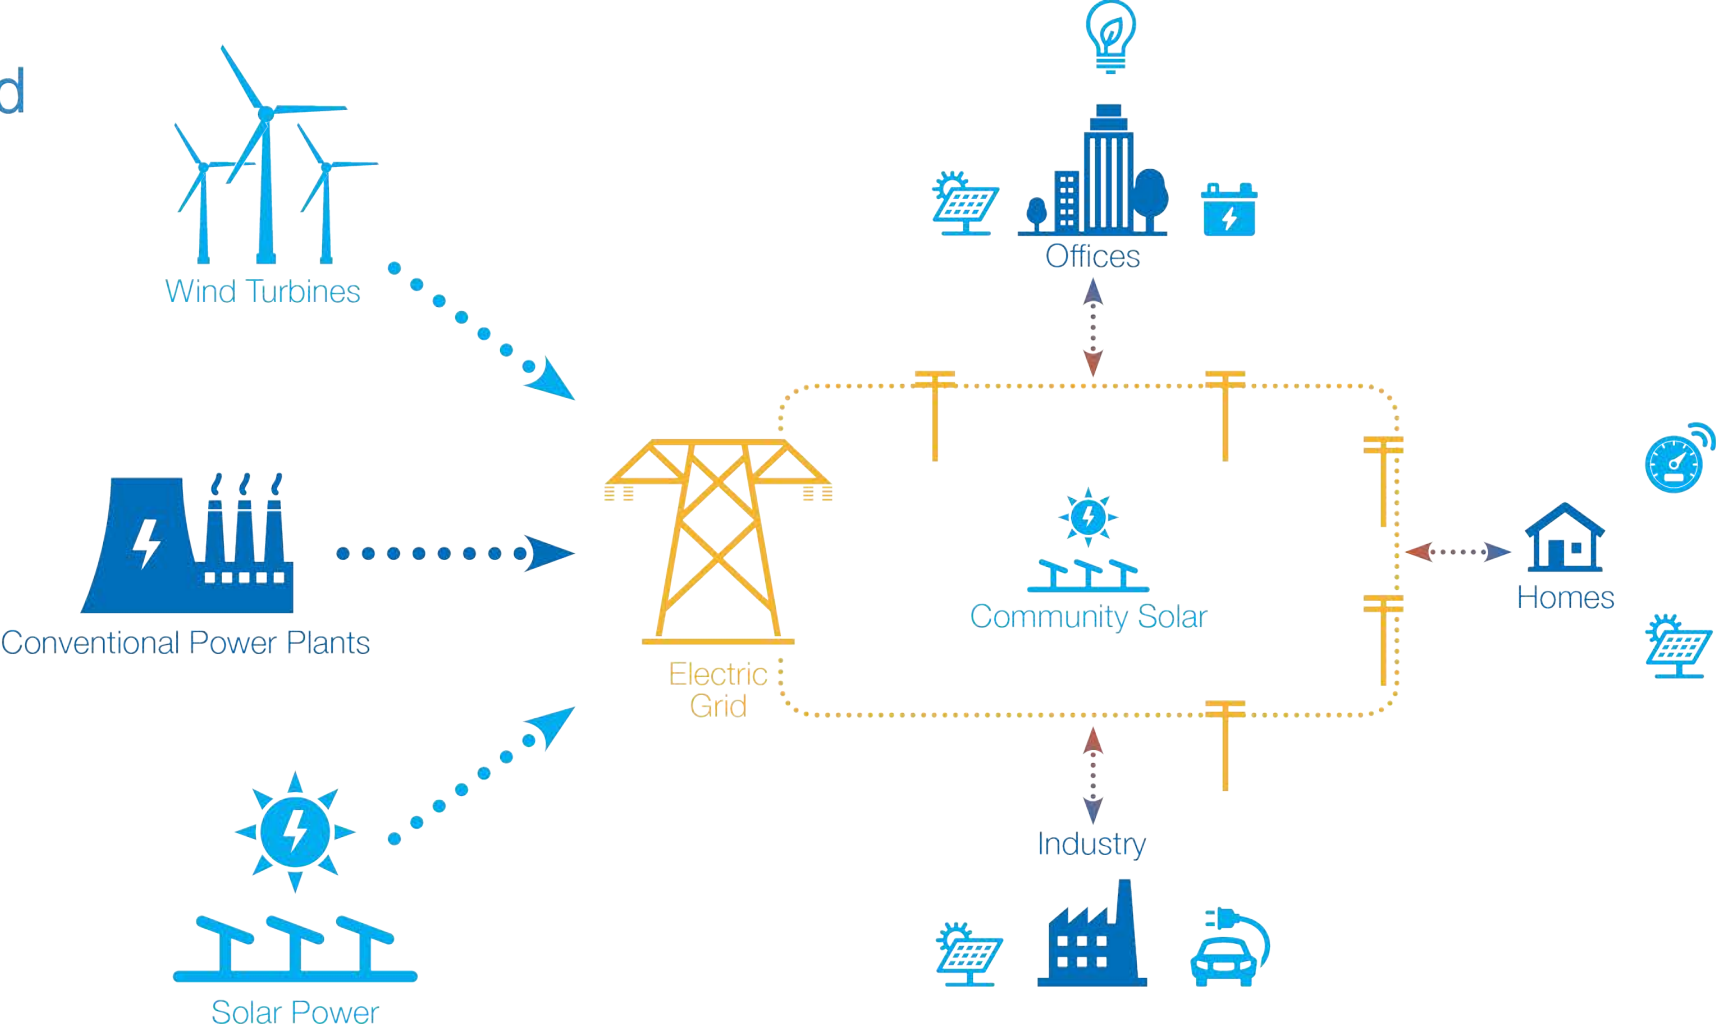 d
Wind Turbines
Offices
Conventional Power Plants
Electric
Grid
Community Solar
Homes
Industry
Solar Power